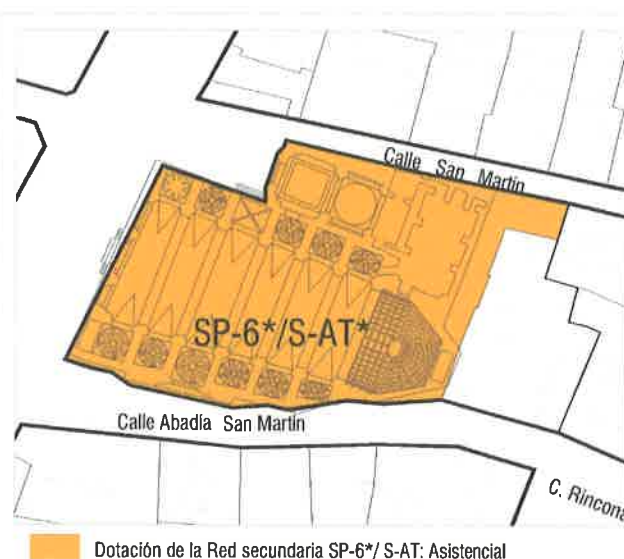 Calle San Martín
SP-6*/S-AT*
Calle Abadía San Martín
C. Rincona
Dotación de la Red secundaria SP-6*/ S-AT: Asistencial